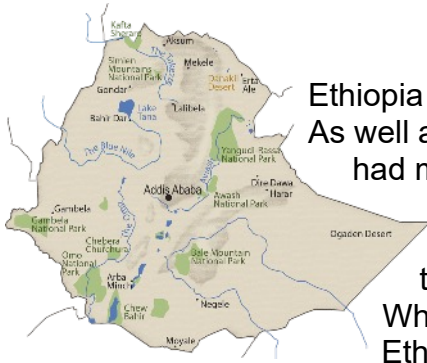 Kafta
Sheraro
Aksum
Simien
Mountains
National Park
Mekele
Danakil
Desert
Erta
Ale
Gondar
Lake
Tana
Lalibela
Bahir Dar
The Blue Nile
Yangudi Rassa
National Park
Awash
Addis Ababa
Dire Dawa
Harar
Awash
National Park
Gambela
Gambela
National Park
Ogaden Desert
Chebera
Churchura
Omo
National
Park
Bale Mountain
National Park
Arba
Minch
Chew
Bahir
Negele
Moyale
Ethiopia
As well a
had n
t
Wh
Eth